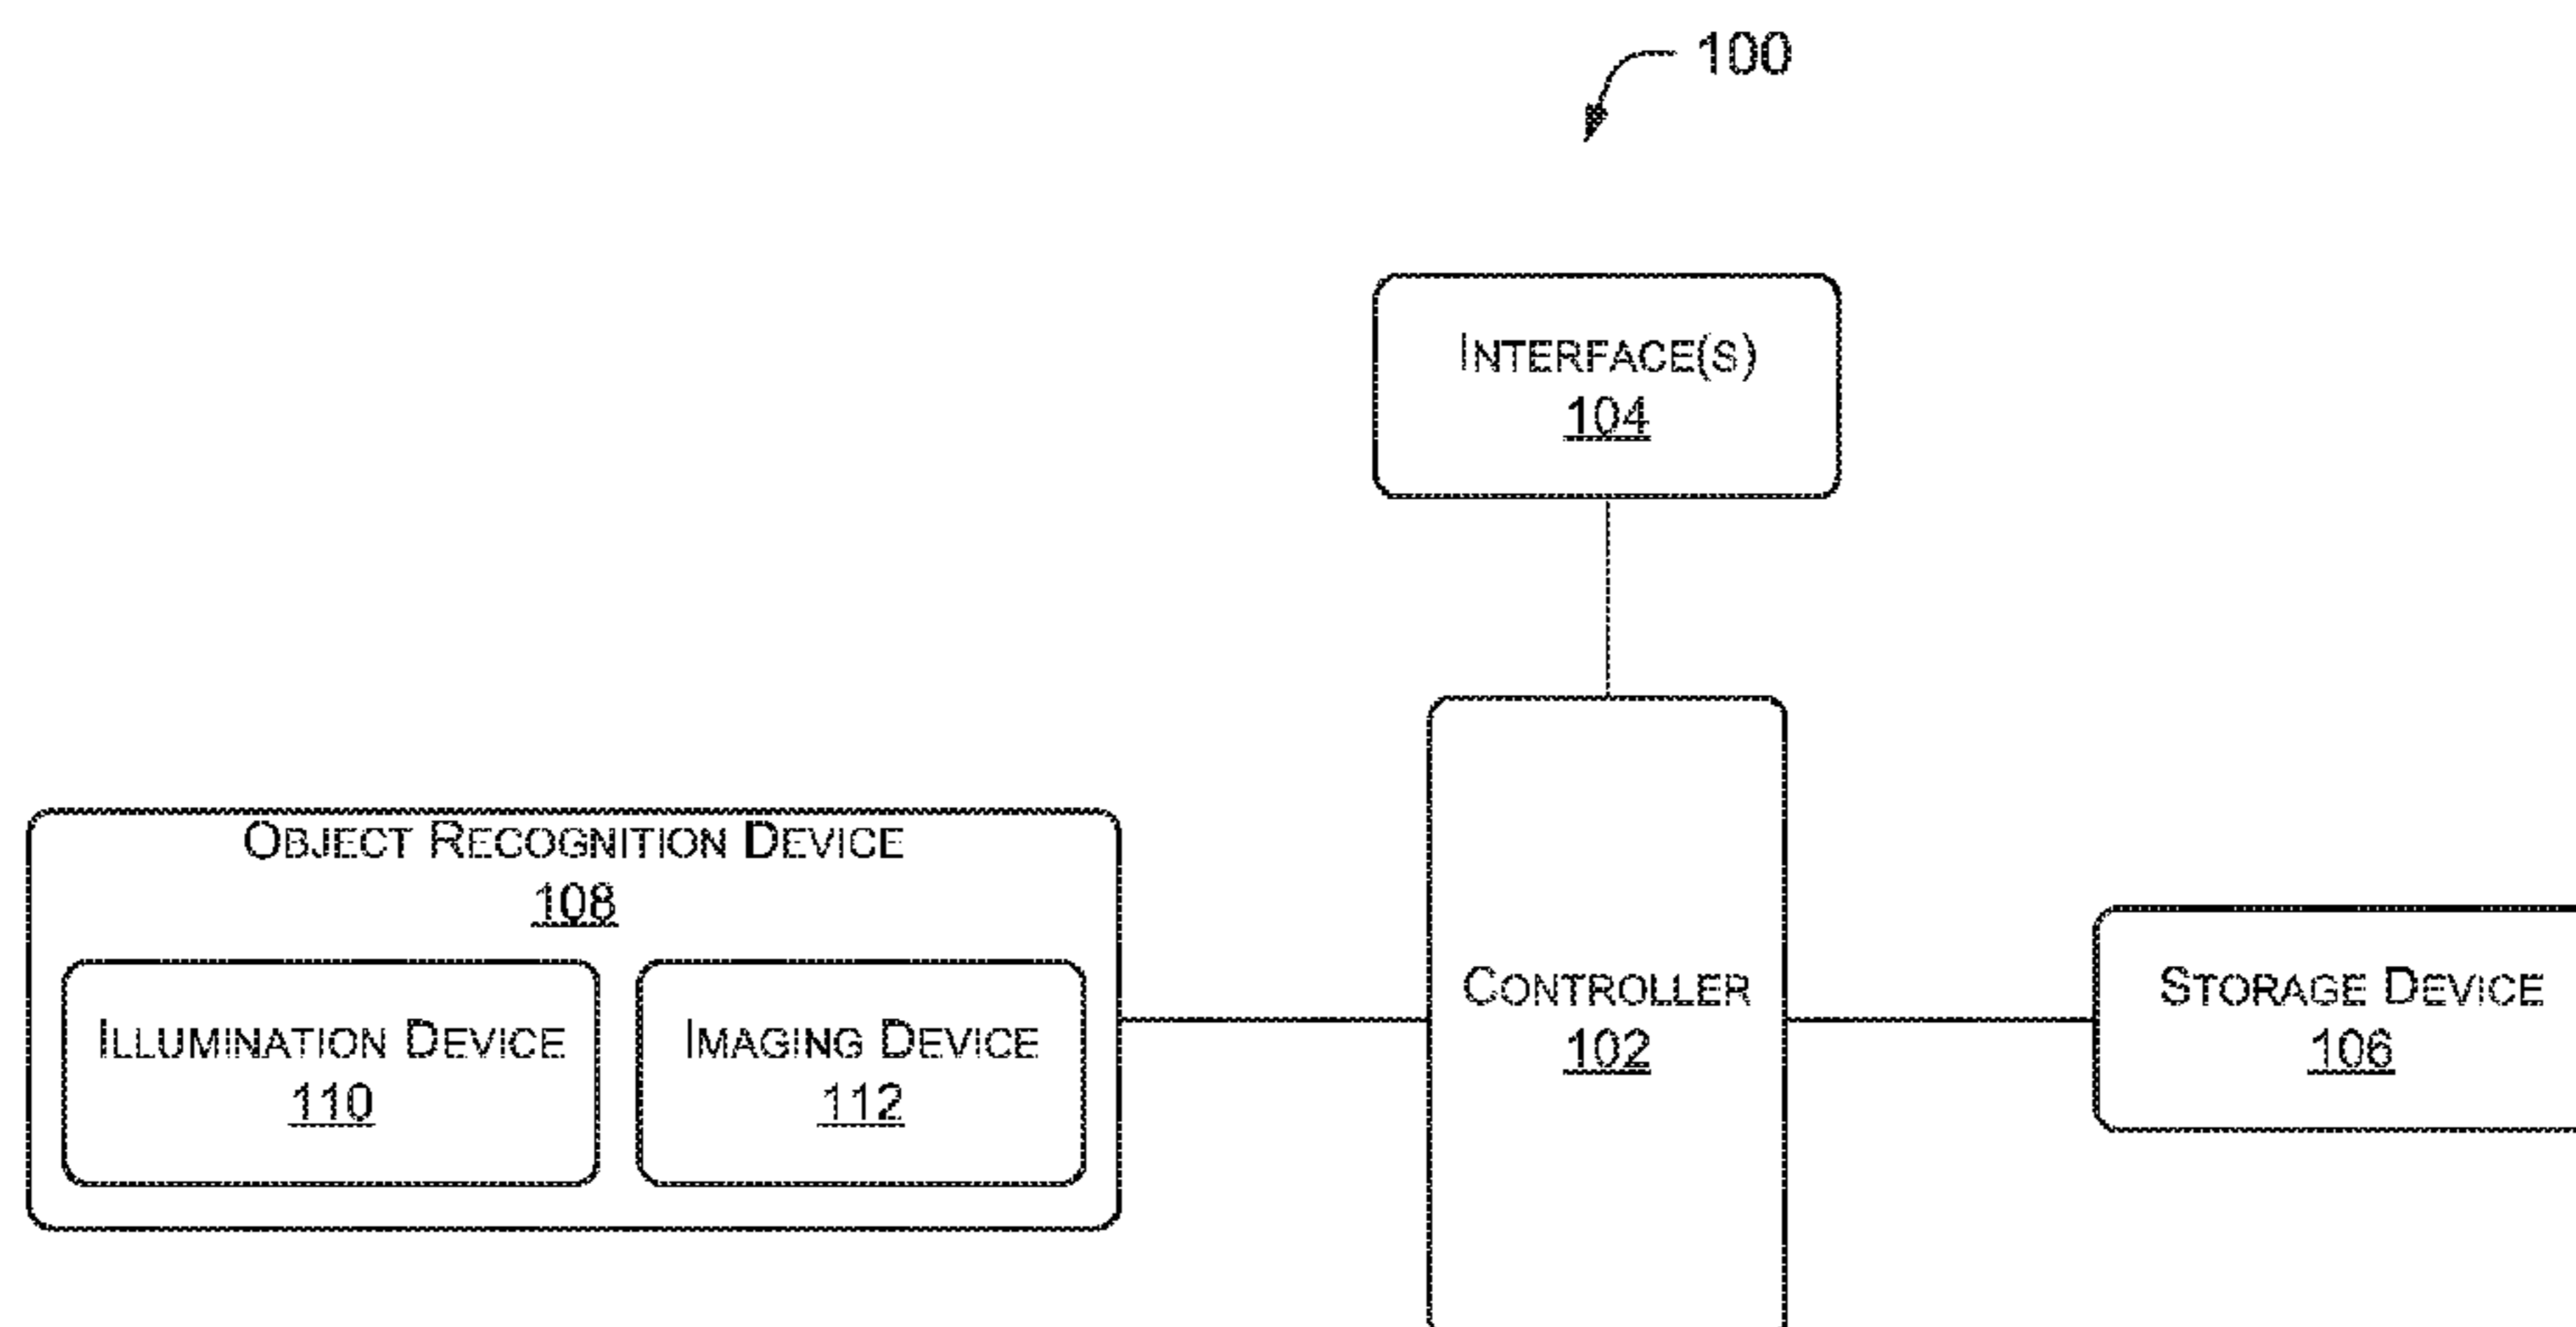 100
INTERFACE(S)
104
OBJECT RECOGNITION DEVICE
108
ILLUMINATION DEVICE
110
IMAGING DEVICE
112
CONTROLLER
102
STORAGE DEVICE
106